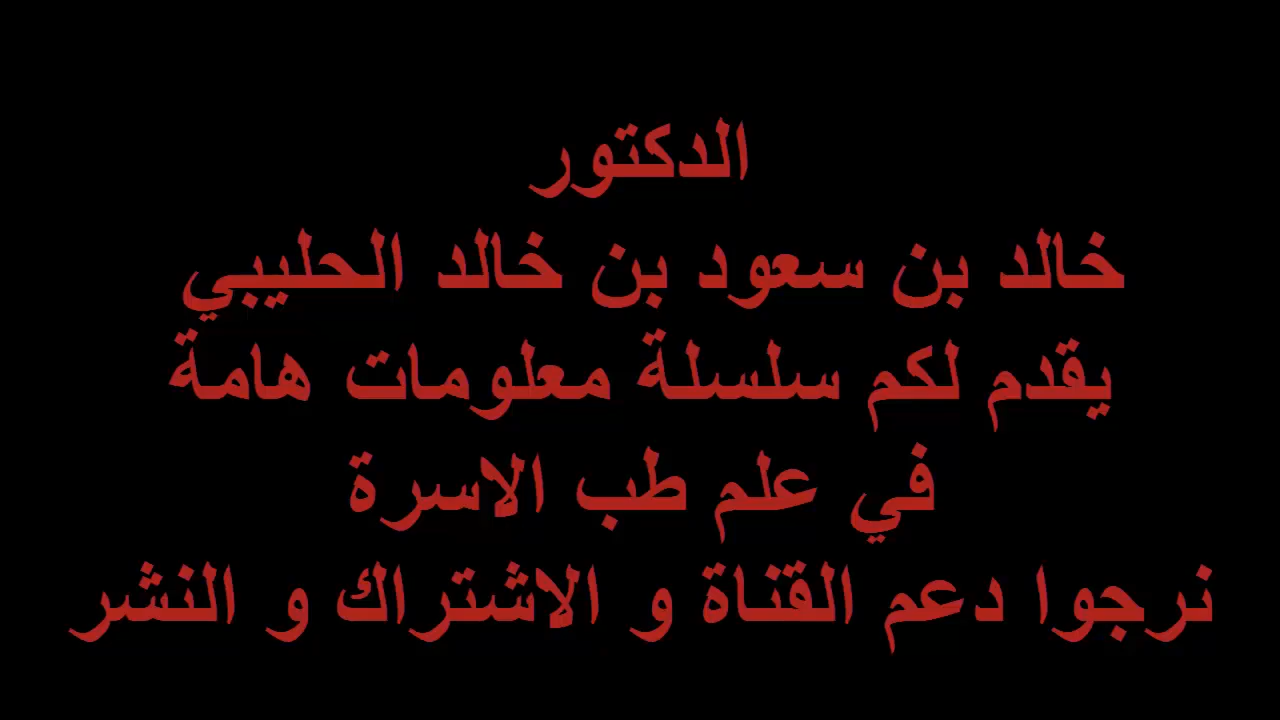 الدكتور
خالد بن سعود بن خالد الحليبي
يقدم لكم سلسلة معلومات هامة
في علم طب الاسرة
نرجوا دعم القناة و الاشتراك و النشر